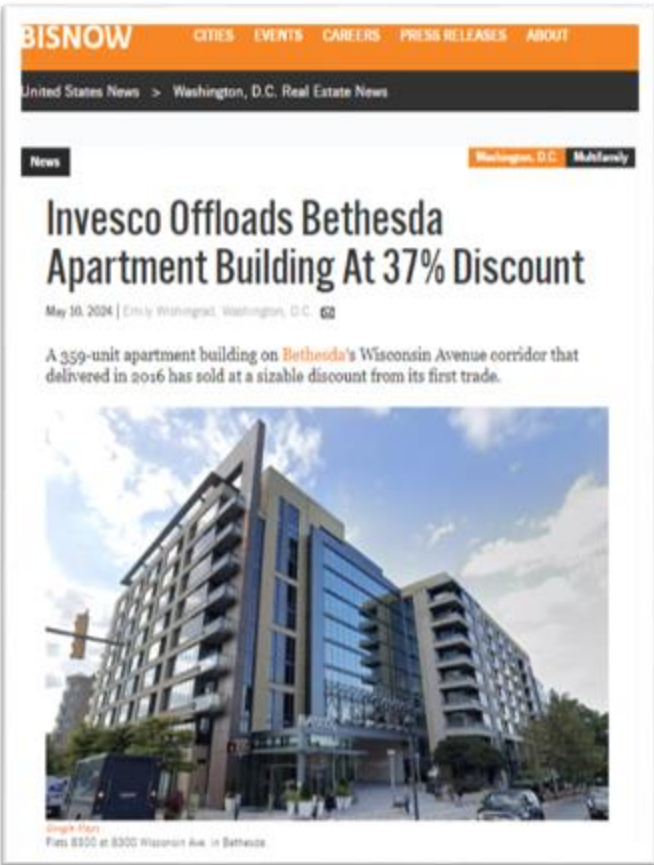 BISNOW
CITIES EVENTS CAREERS PRESS RELEASES ABOUT
United States News > Washington, D.C. Real Estate News
News
Washington, D.C. Multifamily
Invesco Offloads Bethesda
Apartment Building At 37% Discount
May 10, 2024 | Emily Wishingrad, Washington, D.C.
A 359-unit apartment building on Bethesda's Wisconsin Avenue corridor that
delivered in 2016 has sold at a sizable discount from its first trade.
Google Maps
Flats 8300 at 8300 Wisconsin Ave. in Bethesda